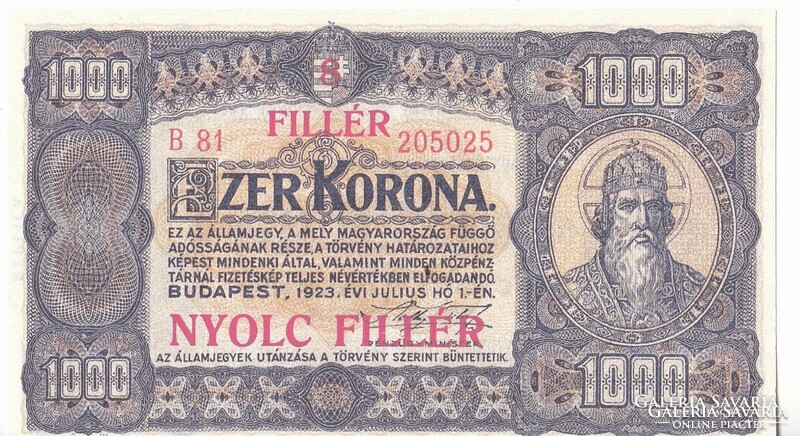 1000
1000
8
FILLÉR
B 81
205025
EZER KORONA.
EZ AZ ÁLLAMJEGY, A MELY MAGYARORSZÁG FÜGGŐ
ADÓSSÁGÁNAK RÉSZE, A TÖRVÉNY HATÁROZATAIHOZ
KÉPEST MINDENKI ÁLTAL, VALAMINT MINDEN KÖZPÉNZ
TÁRNÁL FIZETÉSKÉP TELJES NÉVÉRTÉKBEN ELFOGADANDÓ.
BUDAPEST, 1923. ÉVI JULIUS HÓ 1.-ÉN.
NYOLC FILLÉR
PÉNZÜGYMINISZTER
AZ ÁLLAMJEGYEK UTÁNZÁSA A TÖRVÉNY SZERINT BÜNTETTETIK.
1000
1000
GALERIA SAVARIA
ONLINE PIACTÉR